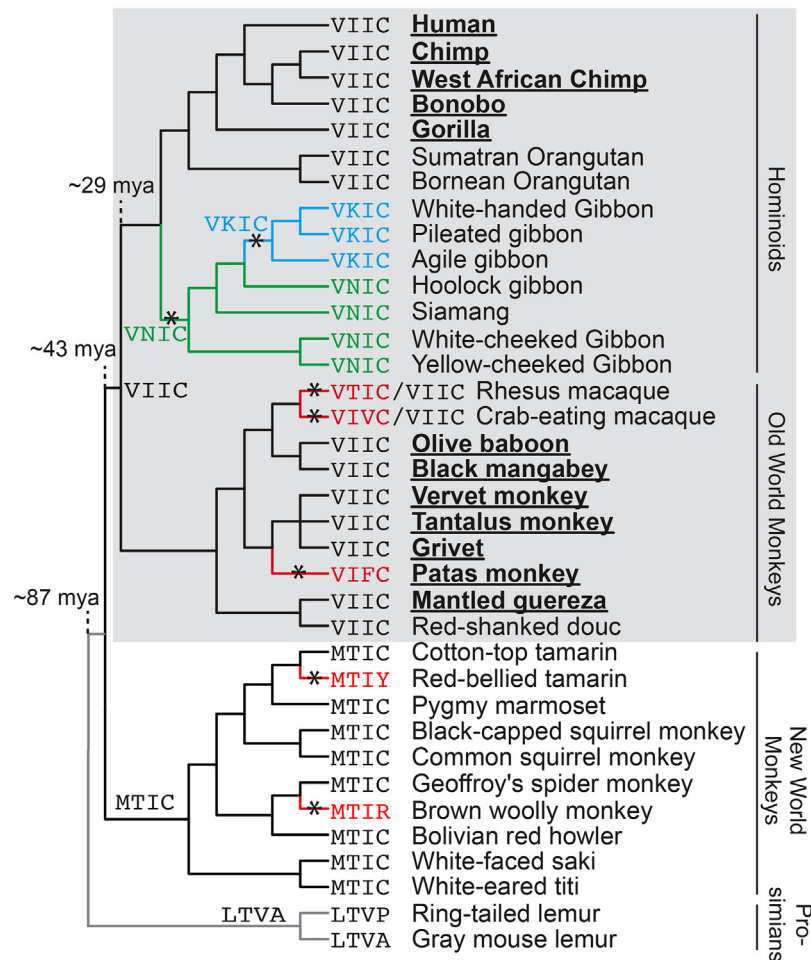 VIIC Human
VIIC Chimp
VIIC West African Chimp
VIIC Bonobo
VIIC Gorilla
VIIC Sumatran Orangutan
VIIC Bornean Orangutan
~29 mya
VKIC
VKIC White-handed Gibbon
VKIC Pileated gibbon
VKIC Agile gibbon
VNIC Hoolock gibbon
VNIC Siamang
VNIC
VNIC White-cheeked Gibbon
VNIC Yellow-cheeked Gibbon
Hominoids
~43 mya
VIIC
* VTIC/VIIC Rhesus macaque
* VIVC/VIIC Crab-eating macaque
VIIC Olive baboon
VIIC Black mangabey
VIIC Vervet monkey
VIIC Tantalus monkey
VIIC Grivet
* VIFC Patas monkey
VIIC Mantled guereza
VIIC Red-shanked douc
Old World Monkeys
~87 mya
MTIC Cotton-top tamarin
* MTIY Red-bellied tamarin
MTIC Pygmy marmoset
MTIC Black-capped squirrel monkey
MTIC Common squirrel monkey
MTIC Geoffroy's spider monkey
MTIC
* MTIR Brown woolly monkey
MTIC Bolivian red howler
MTIC White-faced saki
MTIC White-eared titi
New World
Monkeys
LTVA
LTVP Ring-tailed lemur
LTVA Gray mouse lemur
Pro-
simians